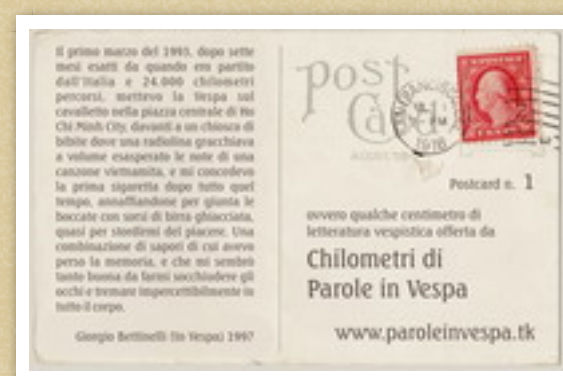 Il primo marzo del 1993, dopo sette
mesi esatti da quando ero partito
dall'Italia e 24.000 chilometri
percorsi, mettevo la Vespa sul
cavalletto nella piazza centrale di Ho
Chi Minh City, davanti a un chiosco di
bibite dove una radiolina gracchiava
a volume esasperato le note di una
canzone vietnamita, e mi concedevo
la prima sigaretta dopo tutto quel
tempo, annaffiandone per giunta le
boccate con sorsi di birra ghiacciata,
quasi per stordirmi del piacere. Una
combinazione di sapori di cui avevo
perso la memoria, e che mi sembrò
tanto buona da farmi socchiudere gli
occhi e tremare impercettibilmente in
tutto il corpo.
Giorgio Bettinelli (in Vespa) 1997
post
Card
1916
Postcard n. 1
ovvero qualche centimetro di
letteratura vespistica offerta da
Chilometri di
Parole in Vespa
www.paroleinvespa.tk